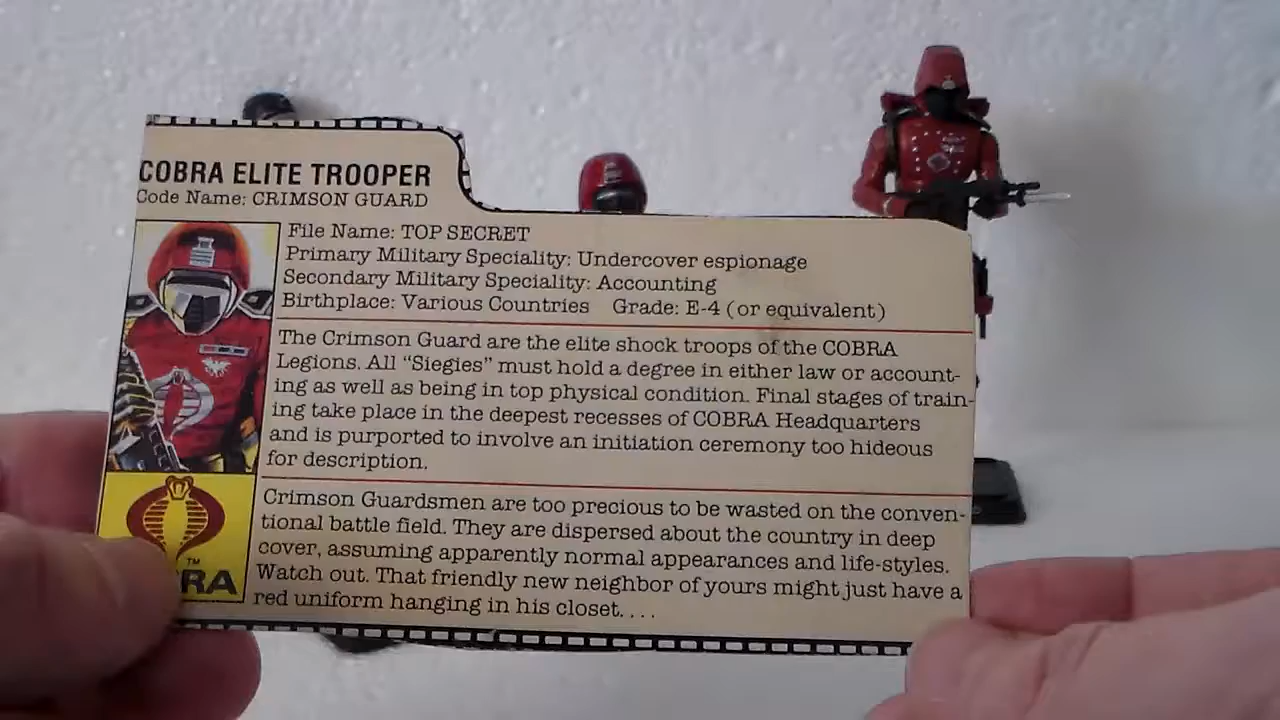 COBRA ELITE TROOPER
Code Name: CRIMSON GUARD
File Name: TOP SECRET
Primary Military Speciality: Undercover espionage
Secondary Military Speciality: Accounting
Birthplace: Various Countries Grade: E-4 (or equivalent)
The Crimson Guard are the elite shock troops of the COBRA
Legions. All “Siegies” must hold a degree in either law or account-
ing as well as being in top physical condition. Final stages of train-
ing take place in the deepest recesses of COBRA Headquarters
and is purported to involve an initiation ceremony too hideous
for description.
Crimson Guardsmen are too precious to be wasted on the conven-
tional battle field. They are dispersed about the country in deep
cover, assuming apparently normal appearances and life-styles.
Watch out. That friendly new neighbor of yours might just have a
red uniform hanging in his closet. . . .
TM
RA